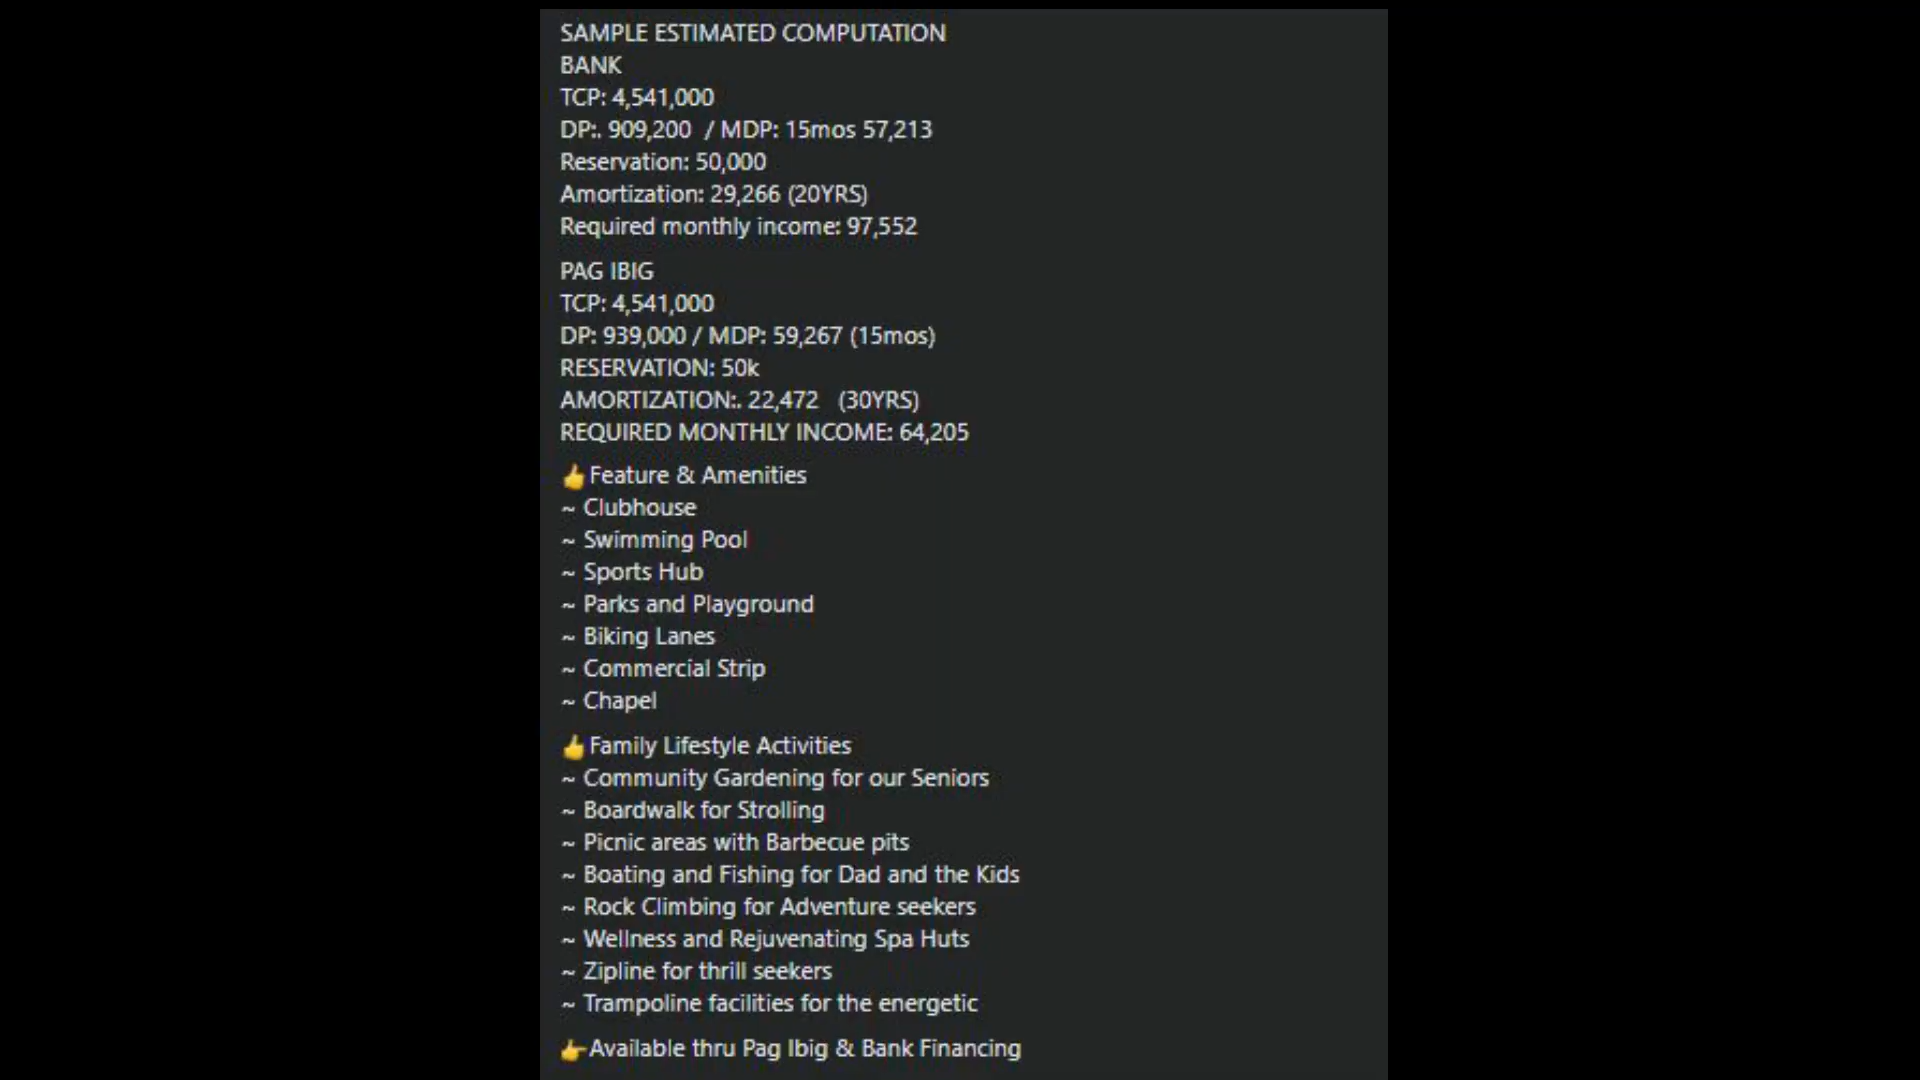 SAMPLE ESTIMATED COMPUTATION
BANK
TCP: 4,541,000
DP:. 909,200 / MDP: 15mos 57,213
Reservation: 50,000
Amortization: 29,266 (20YRS)
Required monthly income: 97,552
PAG IBIG
TCP: 4,541,000
DP: 939,000 / MDP: 59,267 (15mos)
RESERVATION: 50k
AMORTIZATION:. 22,472 (30YRS)
REQUIRED MONTHLY INCOME: 64,205
👍Feature & Amenities
~ Clubhouse
~ Swimming Pool
~ Sports Hub
~ Parks and Playground
~ Biking Lanes
~ Commercial Strip
~ Chapel
👍Family Lifestyle Activities
~ Community Gardening for our Seniors
~ Boardwalk for Strolling
~ Picnic areas with Barbecue pits
~ Boating and Fishing for Dad and the Kids
~ Rock Climbing for Adventure seekers
~ Wellness and Rejuvenating Spa Huts
~ Zipline for thrill seekers
~ Trampoline facilities for the energetic
👉Available thru Pag Ibig & Bank Financing